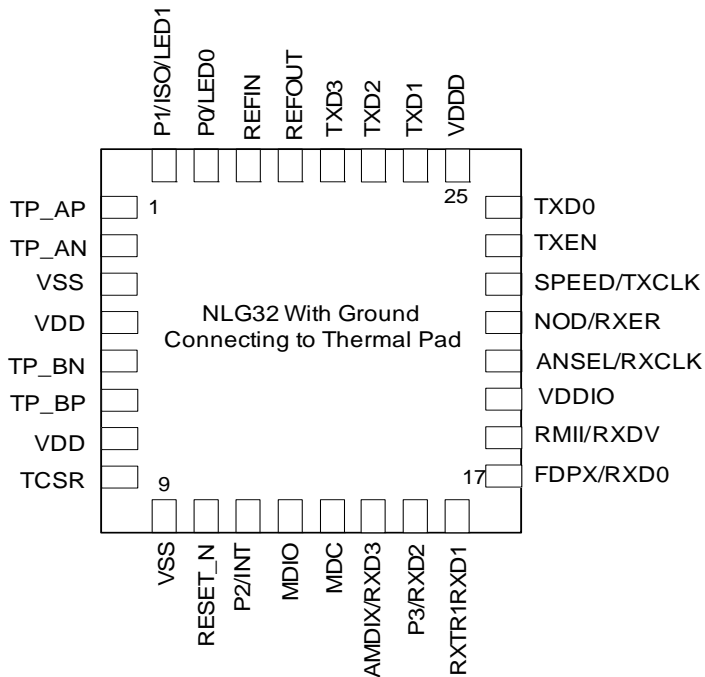 P1/ISO/LED1
P0/LED0
REFIN
REFOUT
TXD3
TXD2
TXD1
VDDD
1
25
TP_AP
TP_AN
VSS
VDD
TP_BN
TP_BP
VDD
TCSR
NLG32 With Ground
Connecting to Thermal Pad
TXD0
TXEN
SPEED/TXCLK
NOD/RXER
ANSEL/RXCLK
VDDIO
RMII/RXDV
FDPX/RXD0
9
17
VSS
RESET_N
P2/INT
MDIO
MDC
AMDIX/RXD3
P3/RXD2
RXTR1RXD1